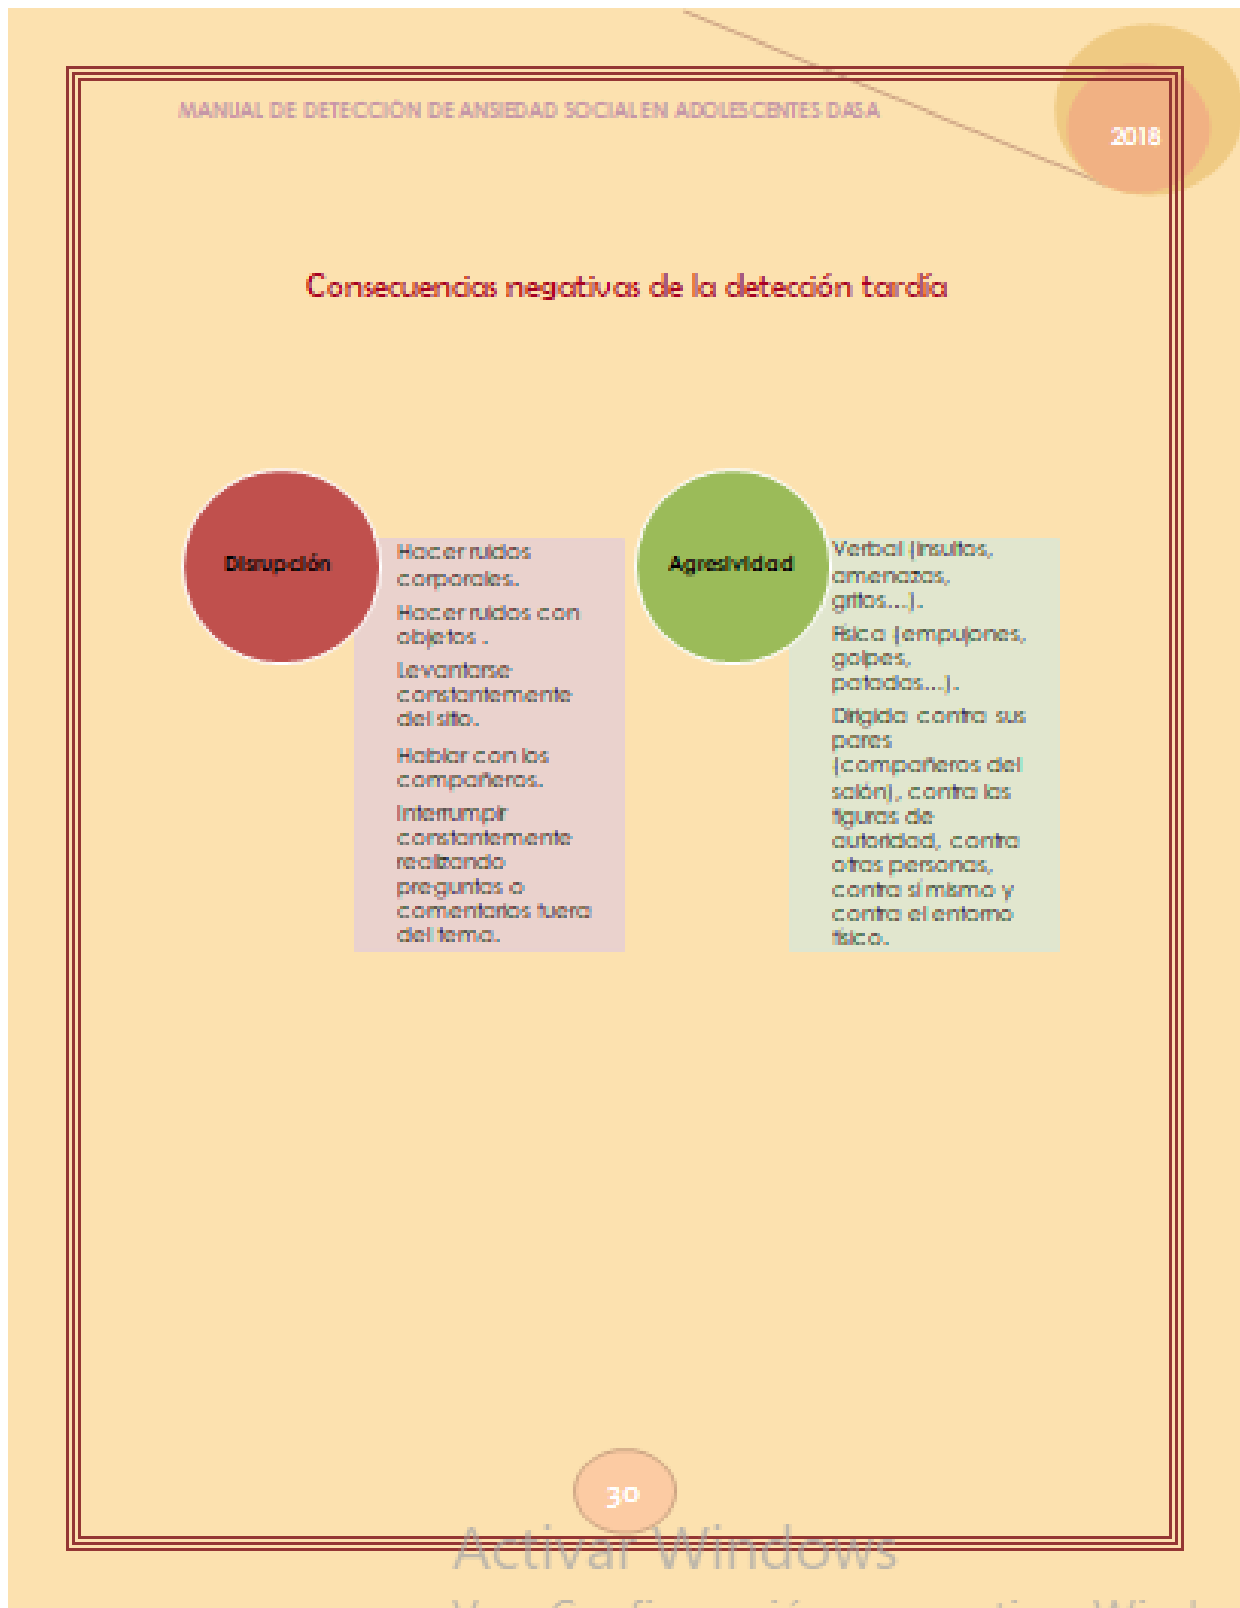 MANUAL DE DETECCIÓN DE ANSIEDAD SOCIAL EN ADOLESCENTES DASA
2018
Consecuencias negativas de la detección tardía
Disrupción
Hacer ruidos
corporales.
Hacer ruidos con
objetos .
Levantarse
constantemente
del sitio.
Hablar con los
compañeros.
Interrumpir
constantemente
realizando
preguntas o
comentarios fuera
del tema.
Agresividad
Verbal (insultos,
amenazas,
gritos...).
Física (empujones,
golpes,
patadas...).
Dirigida contra sus
pares
(compañeros del
salón), contra las
figuras de
autoridad, contra
otras personas,
contra sí mismo y
contra el entorno
físico.
30
Activar Windows